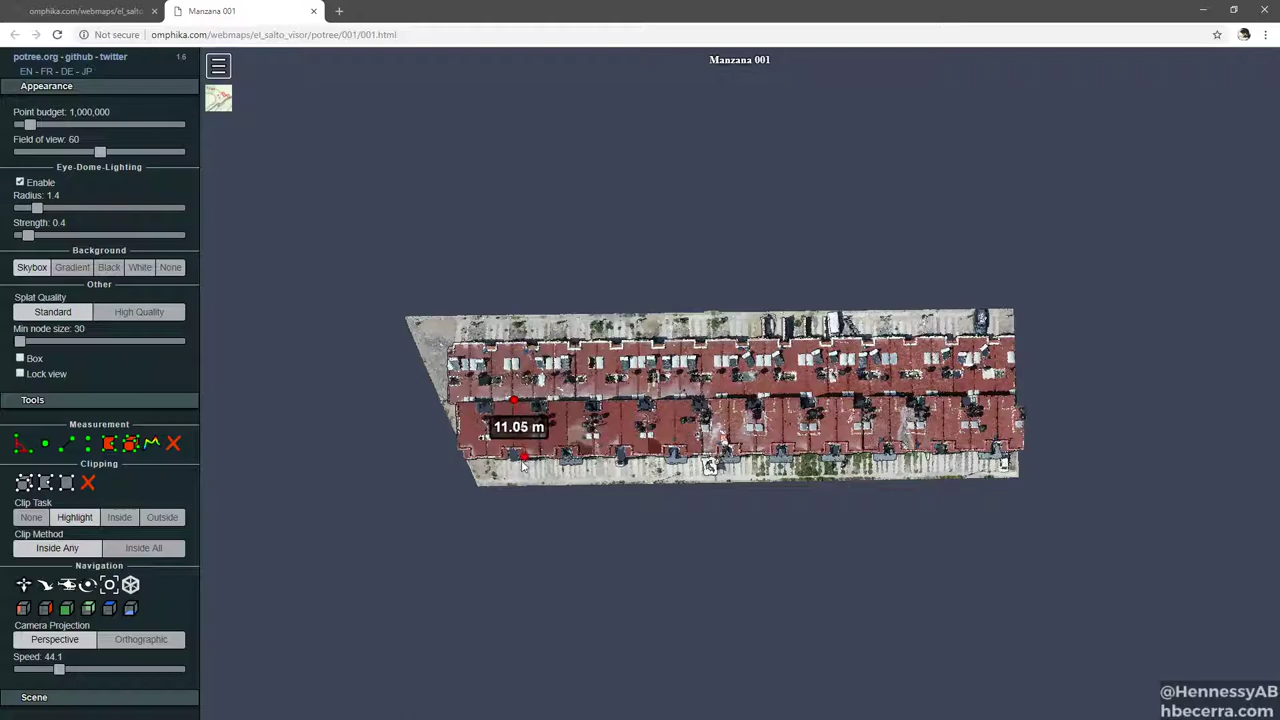 omphika.com/webmaps/el_salto
Manzana 001
Not secure
omphika.com/webmaps/el_salto_visor/potree/001/001.html
potree.org - github - twitter
1.6
EN - FR - DE - JP
Manzana 001
Appearance
Point budget: 1,000,000
Field of view: 60
Eye-Dome-Lighting
Enable
Radius: 1.4
Strength: 0.4
Background
Skybox Gradient Black White None
Other
Splat Quality
Standard High Quality
Min node size: 30
Box
Lock view
Tools
11.05 m
Measurement
Clipping
Clip Task
None Highlight Inside Outside
Clip Method
Inside Any Inside All
Navigation
Camera Projection
Perspective Orthographic
Speed: 44.1
Scene
@HennessyAB
hbecerra.com